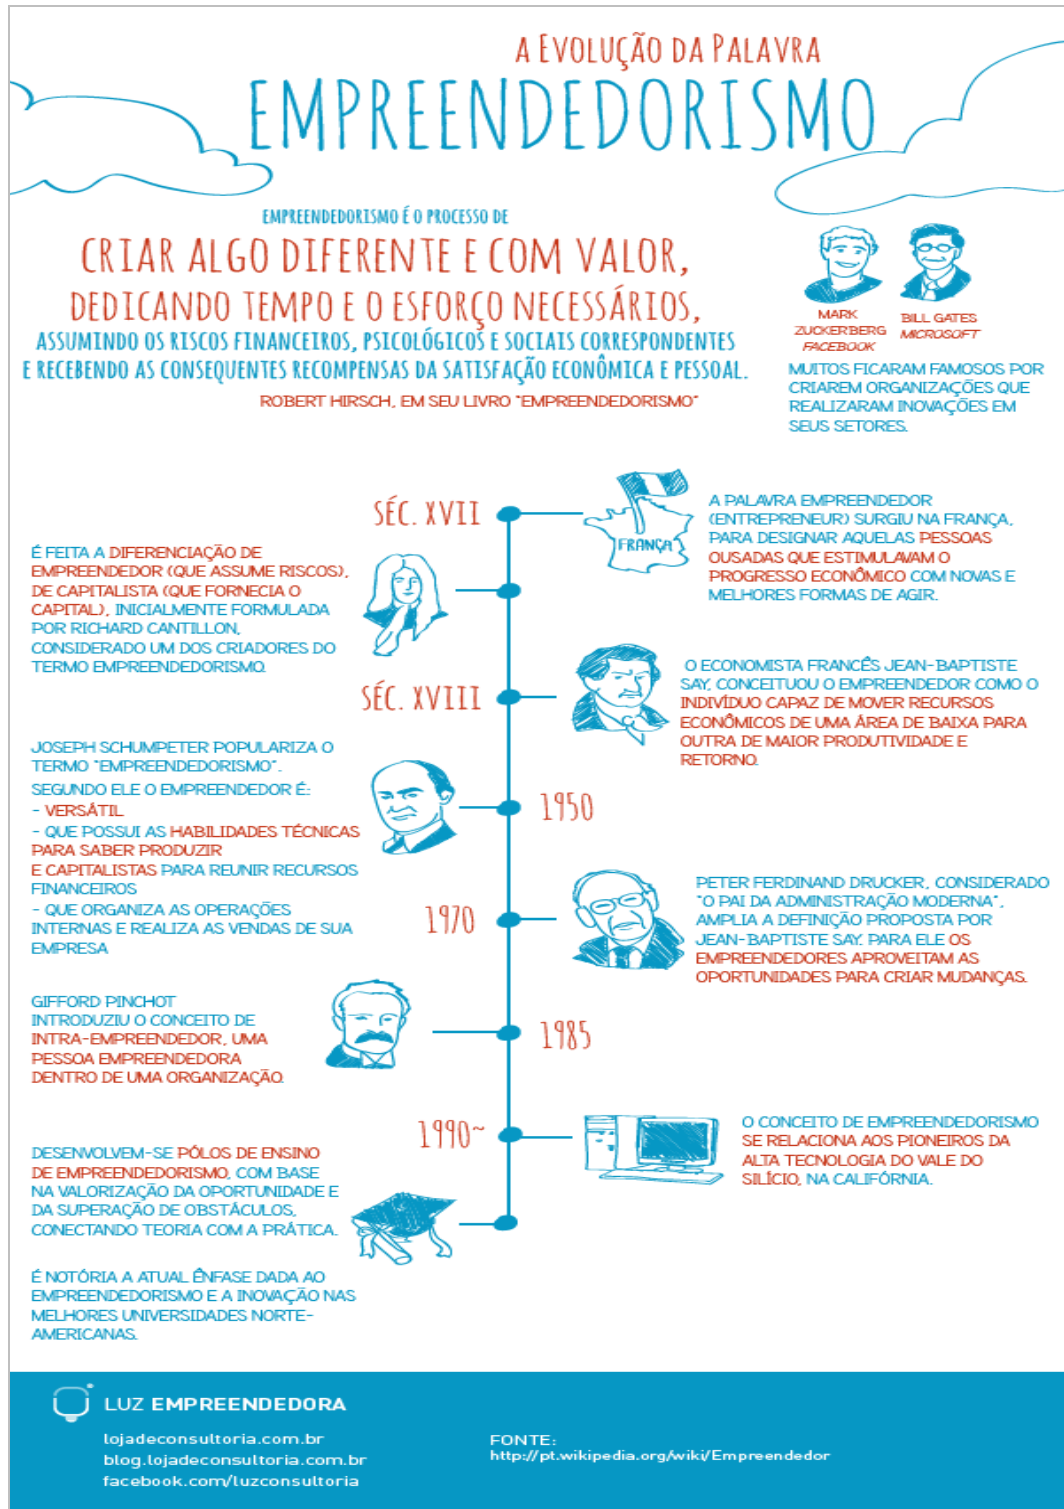 A EVOLUÇÃO DA PALAVRA
EMPREENDEDORISMO
EMPREENDEDORISMO É O PROCESSO DE
CRIAR ALGO DIFERENTE E COM VALOR,
DEDICANDO TEMPO E O ESFORÇO NECESSÁRIOS,
ASSUMINDO OS RISCOS FINANCEIROS, PSICOLÓGICOS E SOCIAIS CORRESPONDENTES
E RECEBENDO AS CONSEQUENTES RECOMPENSAS DA SATISFAÇÃO ECONÔMICA E PESSOAL.
ROBERT HIRSCH, EM SEU LIVRO "EMPREENDEDORISMO"
MARK
ZUCKERBERG
FACEBOOK
BILL GATES
MICROSOFT
MUITOS FICARAM FAMOSOS POR
CRIAREM ORGANIZAÇÕES QUE
REALIZARAM INOVAÇÕES EM
SEUS SETORES.
SÉC. XVII
FRANÇA
A PALAVRA EMPREENDEDOR
(ENTREPRENEUR) SURGIU NA FRANÇA,
PARA DESIGNAR AQUELAS PESSOAS
OUSADAS QUE ESTIMULAVAM O
PROGRESSO ECONÔMICO COM NOVAS E
MELHORES FORMAS DE AGIR.
É FEITA A DIFERENCIAÇÃO DE
EMPREENDEDOR (QUE ASSUME RISCOS),
DE CAPITALISTA (QUE FORNECIA O
CAPITAL), INICIALMENTE FORMULADA
POR RICHARD CANTILLON,
CONSIDERADO UM DOS CRIADORES DO
TERMO EMPREENDEDORISMO.
SÉC. XVIII
O ECONOMISTA FRANCÊS JEAN-BAPTISTE
SAY, CONCEITUOU O EMPREENDEDOR COMO O
INDIVÍDUO CAPAZ DE MOVER RECURSOS
ECONÔMICOS DE UMA ÁREA DE BAIXA PARA
OUTRA DE MAIOR PRODUTIVIDADE E
RETORNO.
JOSEPH SCHUMPETER POPULARIZA O
TERMO "EMPREENDEDORISMO".
SEGUNDO ELE O EMPREENDEDOR É:
- VERSÁTIL
- QUE POSSUI AS HABILIDADES TÉCNICAS
PARA SABER PRODUZIR
E CAPITALISTAS PARA REUNIR RECURSOS
FINANCEIROS
- QUE ORGANIZA AS OPERAÇÕES
INTERNAS E REALIZA AS VENDAS DE SUA
EMPRESA
1950
1970
PETER FERDINAND DRUCKER, CONSIDERADO
"O PAI DA ADMINISTRAÇÃO MODERNA",
AMPLIA A DEFINIÇÃO PROPOSTA POR
JEAN-BAPTISTE SAY. PARA ELE OS
EMPREENDEDORES APROVEITAM AS
OPORTUNIDADES PARA CRIAR MUDANÇAS.
GIFFORD PINCHOT
INTRODUZIU O CONCEITO DE
INTRA-EMPREENDEDOR, UMA
PESSOA EMPREENDEDORA
DENTRO DE UMA ORGANIZAÇÃO.
1985
1990~
O CONCEITO DE EMPREENDEDORISMO
SE RELACIONA AOS PIONEIROS DA
ALTA TECNOLOGIA DO VALE DO
SILÍCIO, NA CALIFÓRNIA.
DESENVOLVEM-SE PÓLOS DE ENSINO
DE EMPREENDEDORISMO, COM BASE
NA VALORIZAÇÃO DA OPORTUNIDADE E
DA SUPERAÇÃO DE OBSTÁCULOS,
CONECTANDO TEORIA COM A PRÁTICA.
É NOTÓRIA A ATUAL ÊNFASE DADA AO
EMPREENDEDORISMO E A INOVAÇÃO NAS
MELHORES UNIVERSIDADES NORTE-
AMERICANAS.
LUZ EMPREENDEDORA
lojadeconsultoria.com.br
blog.lojadeconsultoria.com.br
facebook.com/luzconsultoria
FONTE:
http://pt.wikipedia.org/wiki/Empreendedor